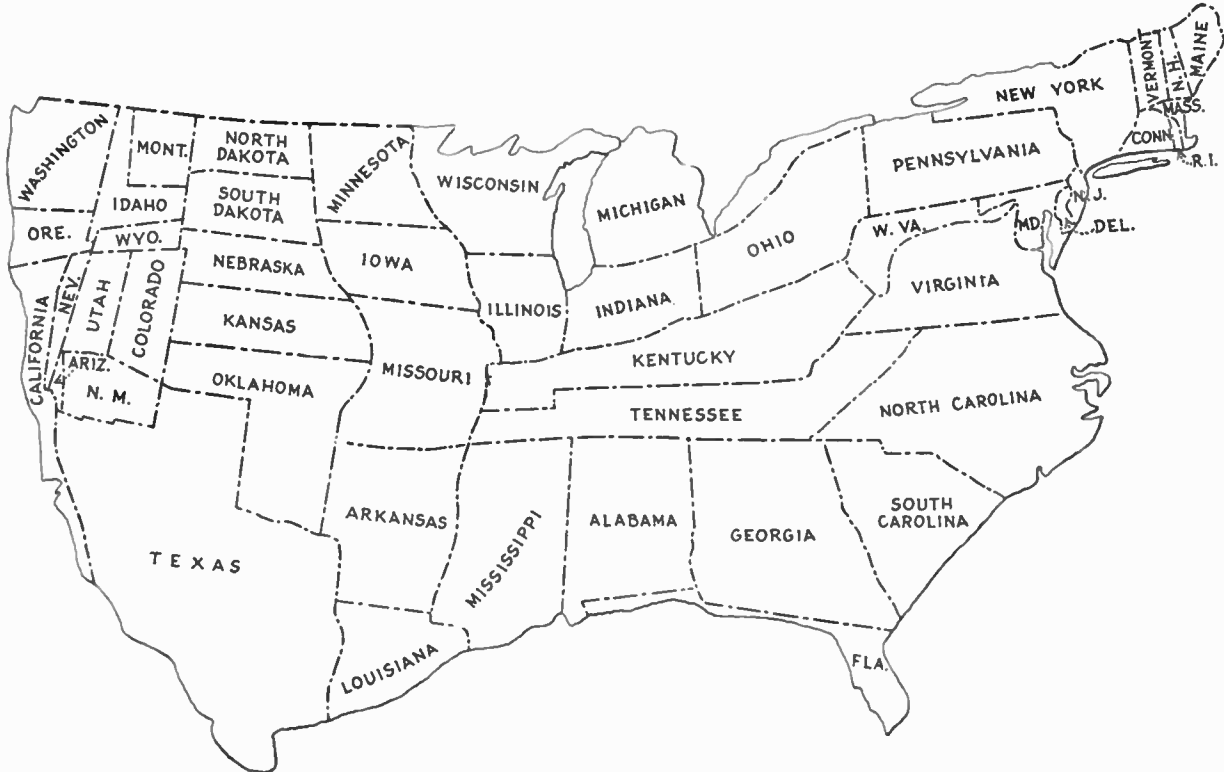 MAINE
VERMONT
N.H.
NEW YORK
MASS.
CONN.
R.I.
WASHINGTON
MONT.
NORTH
DAKOTA
MINNESOTA
WISCONSIN
MICHIGAN
PENNSYLVANIA
IDAHO
SOUTH
DAKOTA
N.J.
ORE.
WYO.
IOWA
OHIO
W. VA.
MD.
DEL.
CALIFORNIA
NEV.
UTAH
COLORADO
NEBRASKA
ILLINOIS
INDIANA
VIRGINIA
KANSAS
KENTUCKY
ARIZ.
N. M.
OKLAHOMA
MISSOURI
TENNESSEE
NORTH CAROLINA
TEXAS
ARKANSAS
MISSISSIPPI
ALABAMA
GEORGIA
SOUTH
CAROLINA
LOUISIANA
FLA.